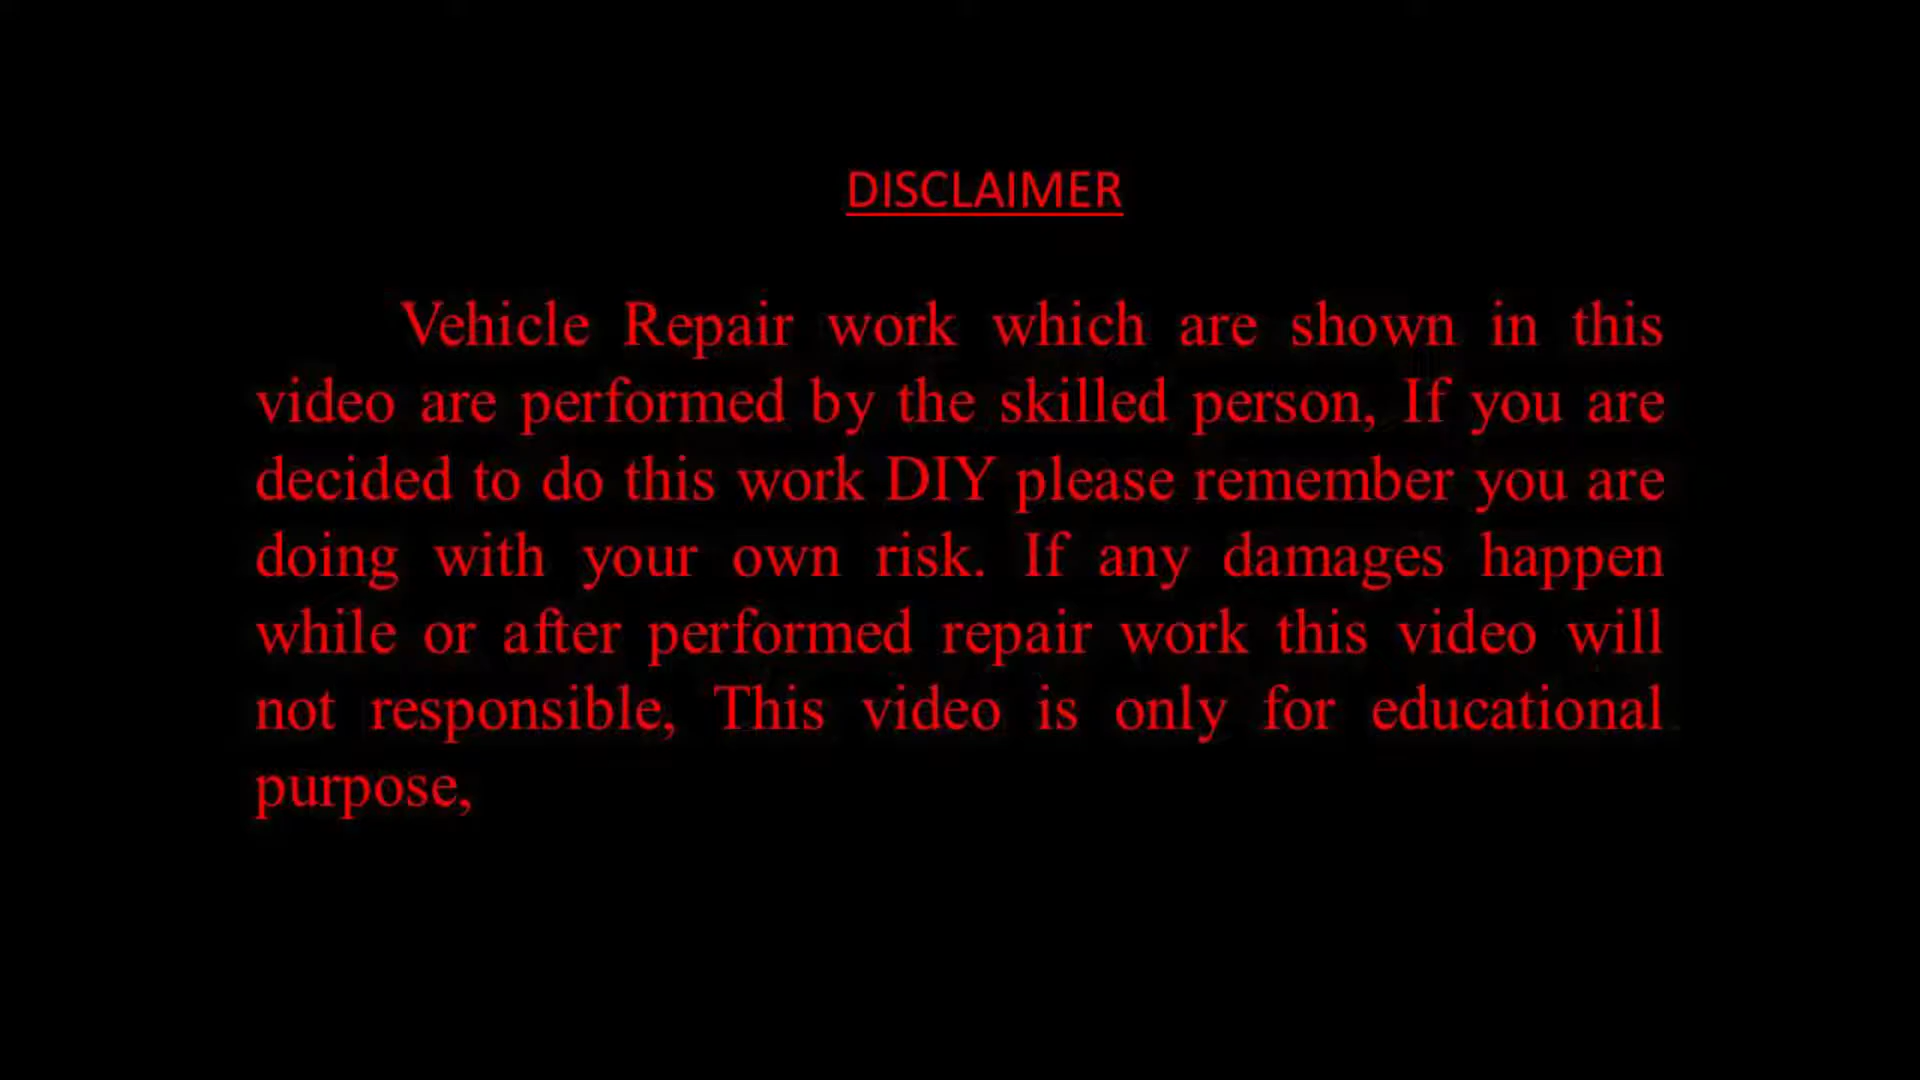 DISCLAIMER
Vehicle Repair work which are shown in this
video are performed by the skilled person, If you are
decided to do this work DIY please remember you are
doing with your own risk. If any damages happen
while or after performed repair work this video will
not responsible, This video is only for educational
purpose,